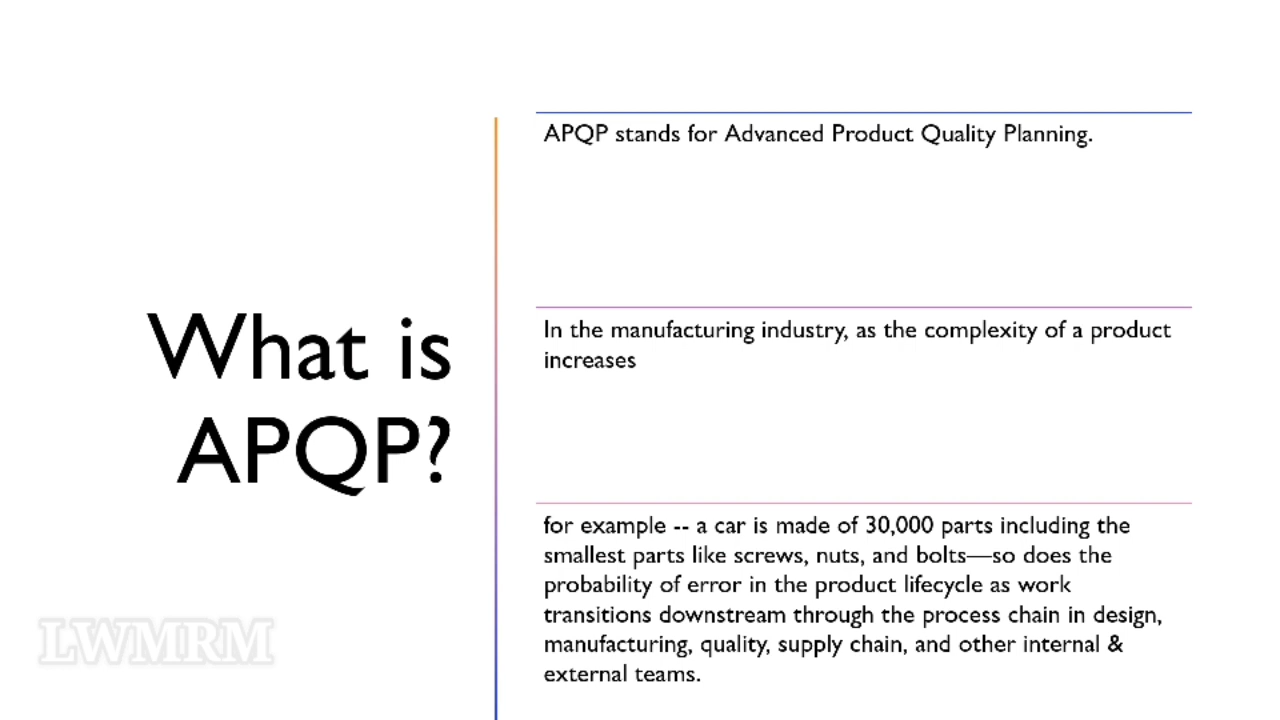 What is
APQP?
APQP stands for Advanced Product Quality Planning.
In the manufacturing industry, as the complexity of a product
increases
for example -- a car is made of 30,000 parts including the
smallest parts like screws, nuts, and bolts—so does the
probability of error in the product lifecycle as work
transitions downstream through the process chain in design,
manufacturing, quality, supply chain, and other internal &
external teams.
LWMRM